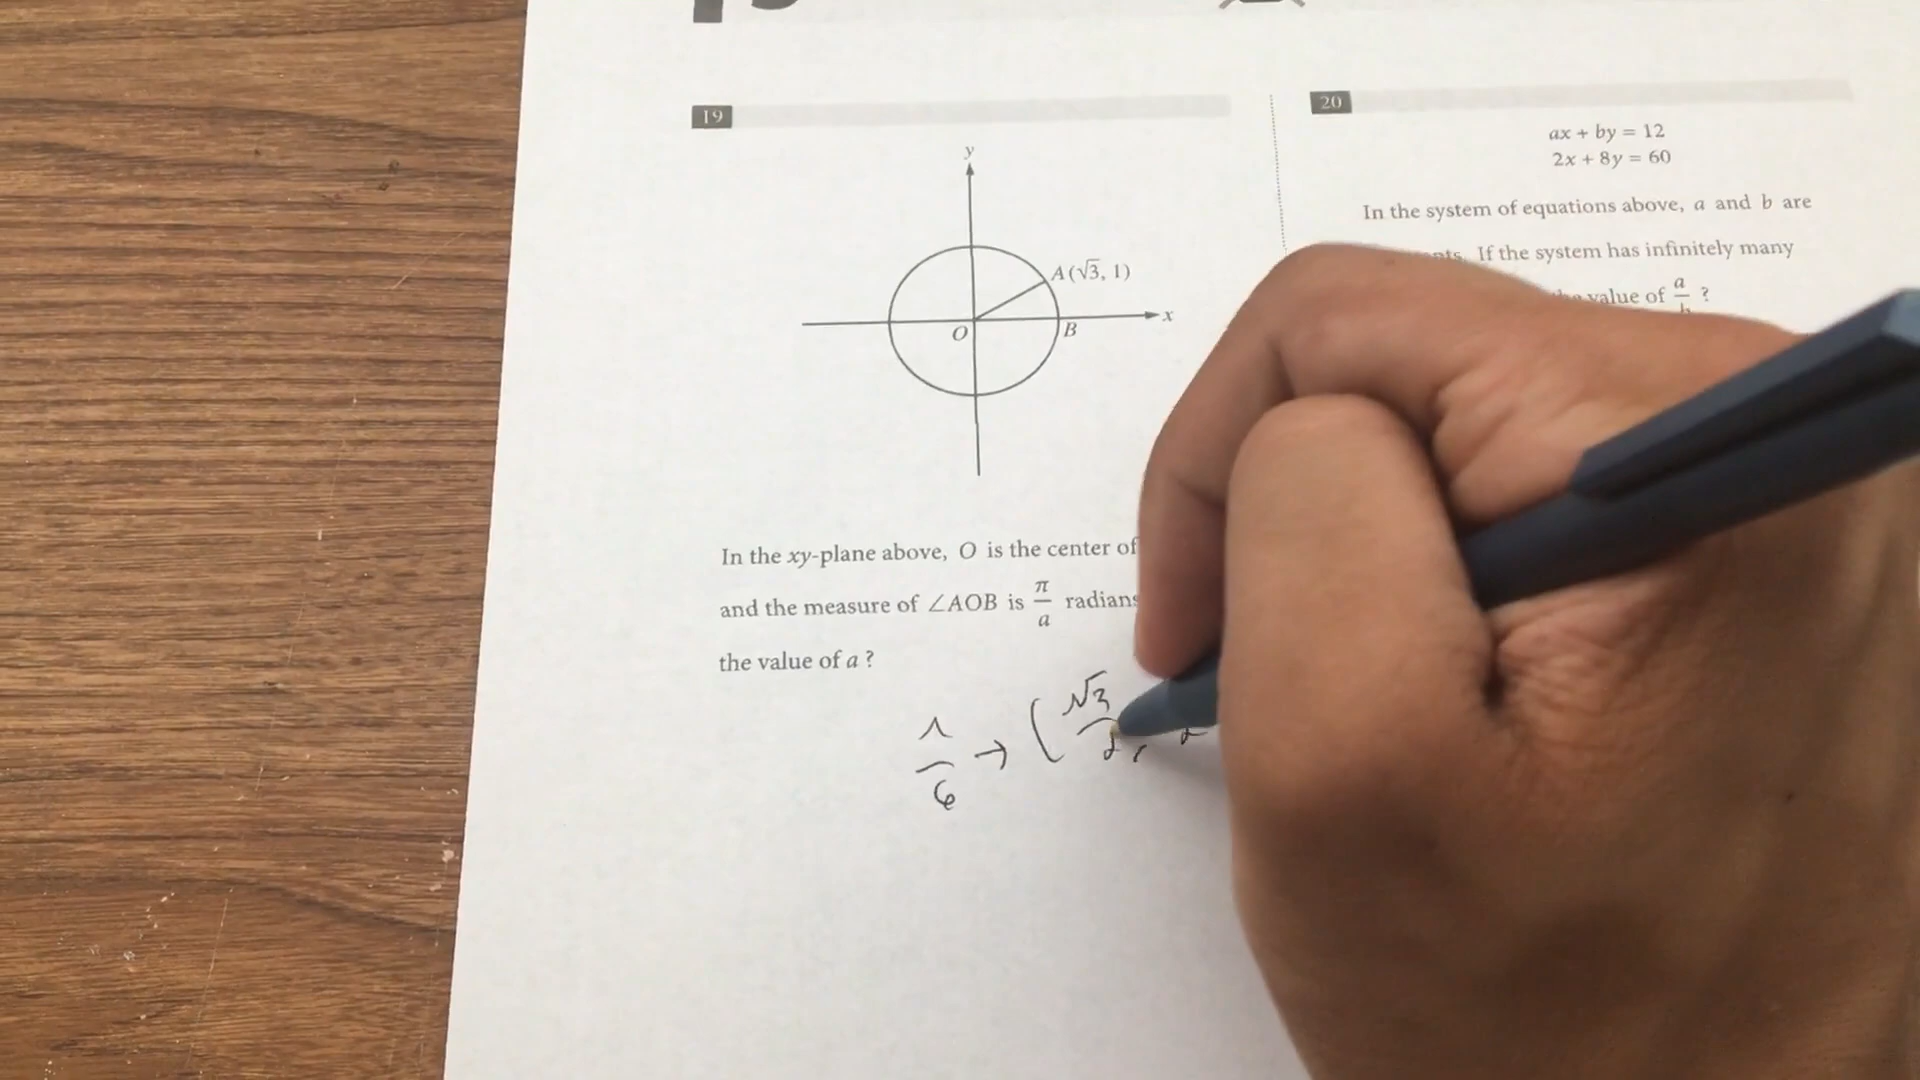 19
y
A(√3, 1)
O
B
x
In the xy-plane above, O is the center of
and the measure of ∠AOB is π/a radians
the value of a ?
π/6 → (√3/2,
20
ax + by = 12
2x + 8y = 60
In the system of equations above, a and b are
If the system has infinitely many
value of a/b ?